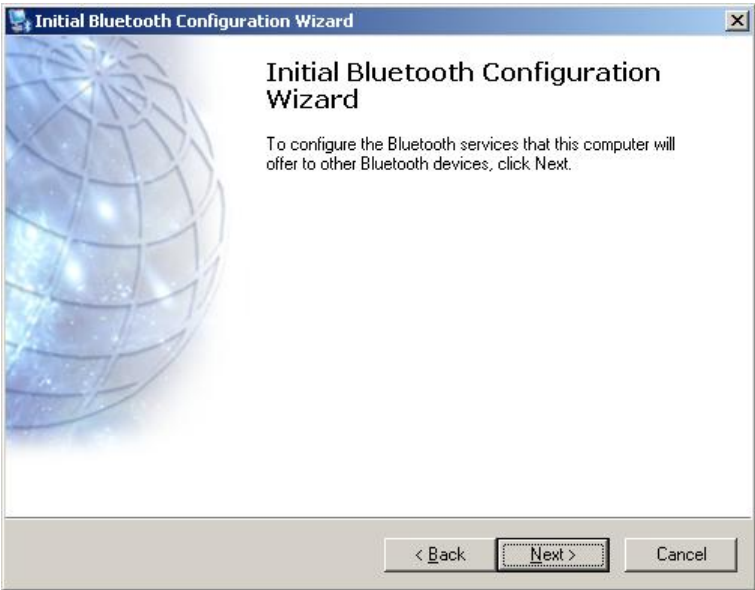 Initial Bluetooth Configuration Wizard
Initial Bluetooth Configuration
Wizard
To configure the Bluetooth services that this computer will
offer to other Bluetooth devices, click Next.
< Back
Next >
Cancel